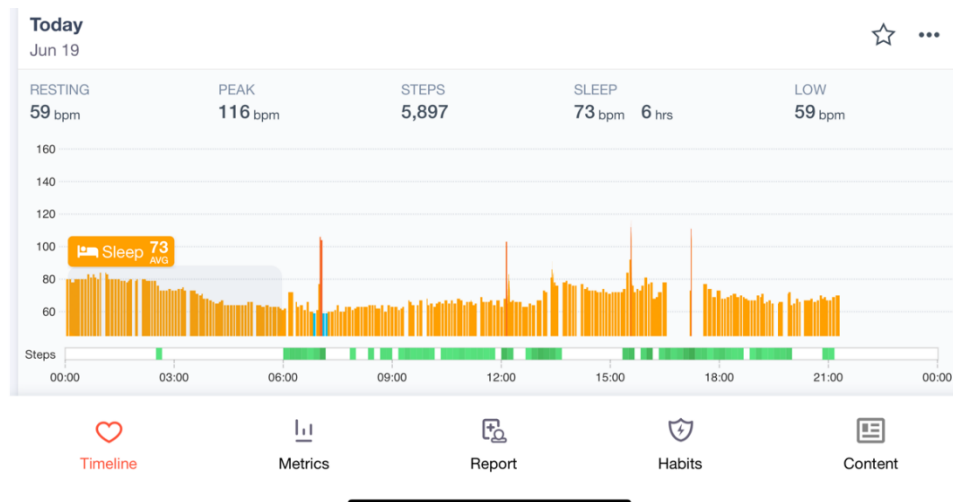 Today
Jun 19
RESTING PEAK STEPS SLEEP LOW
59 bpm 116 bpm 5,897 73 bpm 6 hrs 59 bpm
160
140
120
100
80
60
Sleep 73 AVG
Steps
00:00 03:00 06:00 09:00 12:00 15:00 18:00 21:00 00:00
Timeline Metrics Report Habits Content